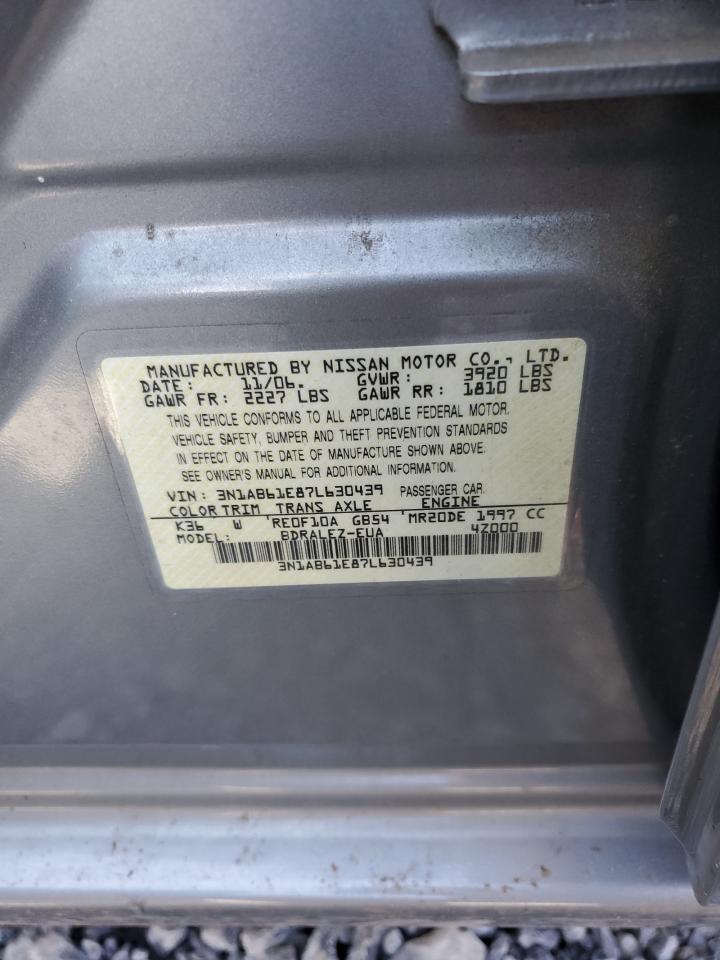 MANUFACTURED BY NISSAN MOTOR CO., LTD.
DATE: 11/06. GVWR: 3920 LBS
GAWR FR: 2227 LBS GAWR RR: 1810 LBS
THIS VEHICLE CONFORMS TO ALL APPLICABLE FEDERAL MOTOR
VEHICLE SAFETY, BUMPER AND THEFT PREVENTION STANDARDS
IN EFFECT ON THE DATE OF MANUFACTURE SHOWN ABOVE.
SEE OWNER'S MANUAL FOR ADDITIONAL INFORMATION.
VIN: 3N1AB61E87L630439 PASSENGER CAR
COLOR TRIM TRANS AXLE ENGINE
K36 W RE0F10A GB54 MR20DE 1997 CC
MODEL: BDRALEZ-EUA 4Z000
3N1AB61E87L630439